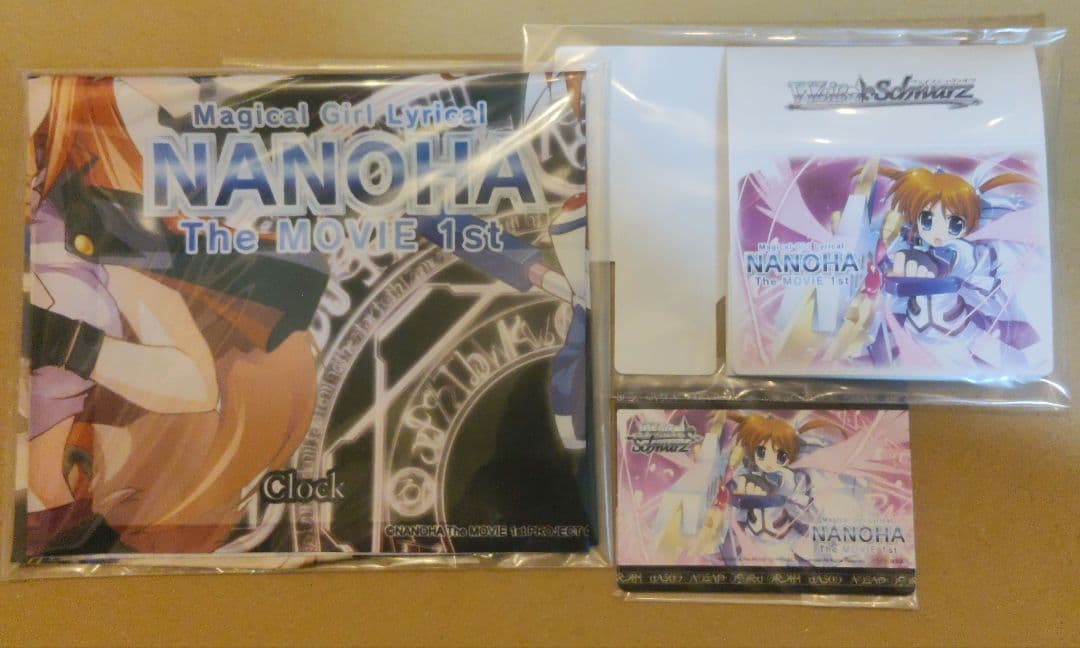 Magical Girl Lyrical
NANOHA
The MOVIE 1st
Clock
©NANOHA The MOVIE 1st PROJECT
Weiß Schwarz
Magical Girl Lyrical
NANOHA
The MOVIE 1st
Weiß
Schwarz
Magical Girl Lyrical
NANOHA
The MOVIE 1st